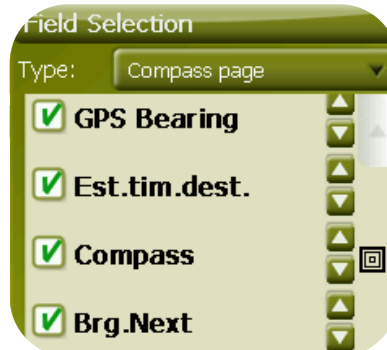 Field Selection
Type: Compass page
GPS Bearing
Est.tim.dest.
Compass
Brg.Next